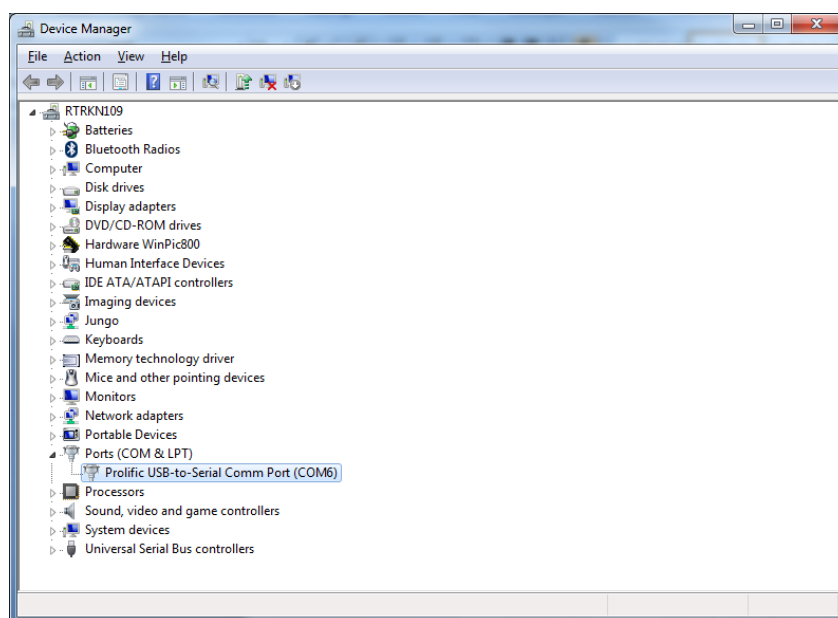 Device Manager
File Action View Help
RTRKN109
Batteries
Bluetooth Radios
Computer
Disk drives
Display adapters
DVD/CD-ROM drives
Hardware WinPic800
Human Interface Devices
IDE ATA/ATAPI controllers
Imaging devices
Jungo
Keyboards
Memory technology driver
Mice and other pointing devices
Monitors
Network adapters
Portable Devices
Ports (COM & LPT)
Prolific USB-to-Serial Comm Port (COM6)
Processors
Sound, video and game controllers
System devices
Universal Serial Bus controllers